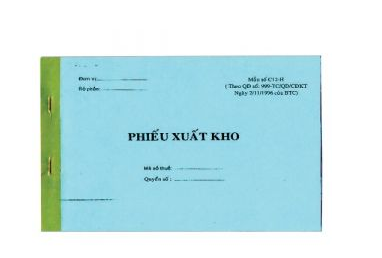 Đơn vị:
Bộ phận:
Mẫu số C12-H
( Theo QĐ số: 999-TC/QĐ/CĐKT
Ngày 2/11/1996 của BTC)
PHIẾU XUẤT KHO
Mã số thuế:
Quyển số :